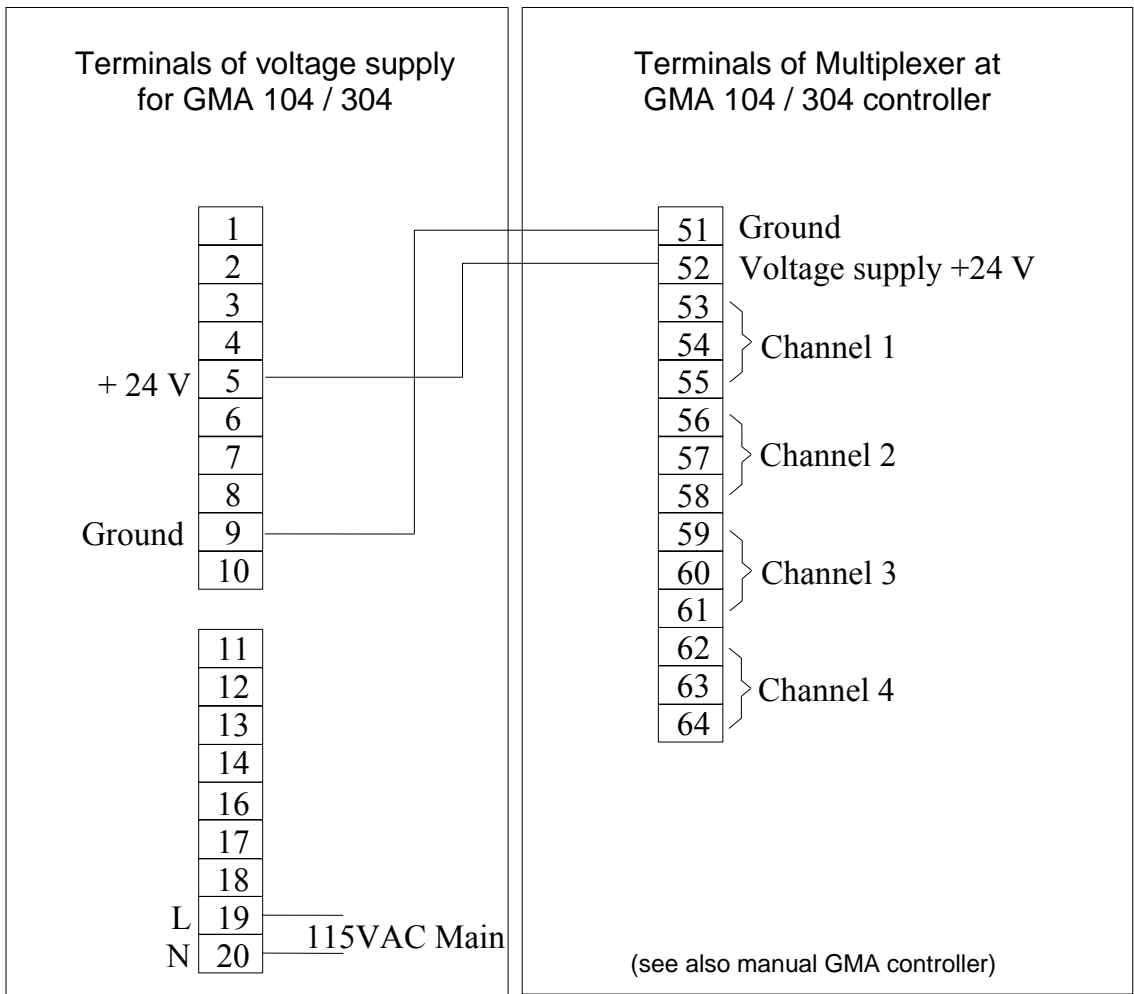 Terminals of voltage supply
for GMA 104 / 304
1
2
3
4
+ 24 V 5
6
7
8
Ground 9
10
11
12
13
14
16
17
18
L 19
N 20
115VAC Main
Terminals of Multiplexer at
GMA 104 / 304 controller
51 Ground
52 Voltage supply +24 V
53
54 Channel 1
55
56
57 Channel 2
58
59
60 Channel 3
61
62
63 Channel 4
64
(see also manual GMA controller)